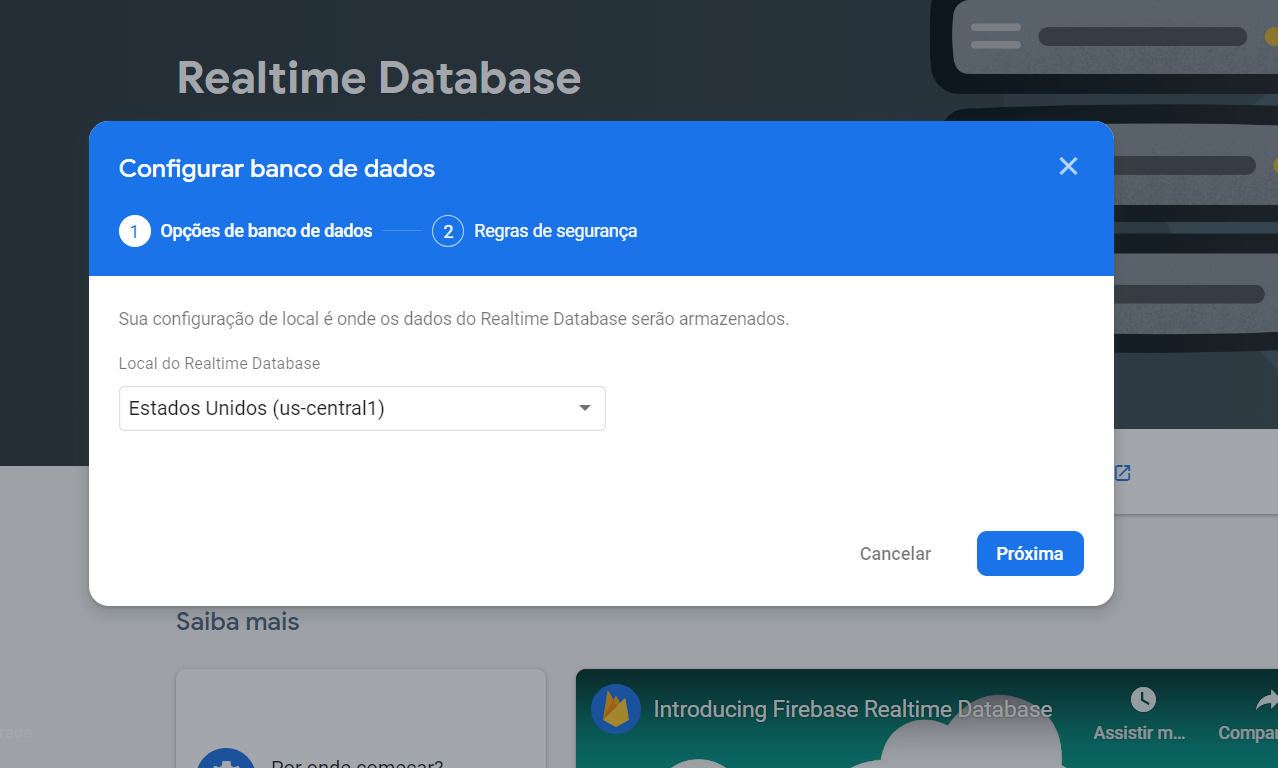 Realtime Database
Configurar banco de dados
1 Opções de banco de dados 2 Regras de segurança
Sua configuração de local é onde os dados do Realtime Database serão armazenados.
Local do Realtime Database
Estados Unidos (us-central1)
Cancelar Próxima
Saiba mais
Por onde começar?
Introducing Firebase Realtime Database
Assistir m... Compar